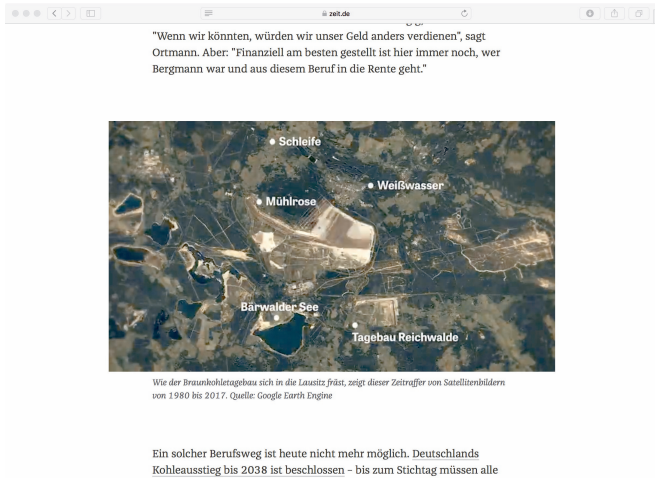 zeit.de
"Wenn wir könnten, würden wir unser Geld anders verdienen", sagt
Ortmann. Aber: "Finanziell am besten gestellt ist hier immer noch, wer
Bergmann war und aus diesem Beruf in die Rente geht."
Schleife
Weißwasser
Mühlrose
Bärwalder See
Tagebau Reichwalde
Wie der Braunkohletagebau sich in die Lausitz fräst, zeigt dieser Zeitraffer von Satellitenbildern
von 1980 bis 2017. Quelle: Google Earth Engine
Ein solcher Berufsweg ist heute nicht mehr möglich. Deutschlands
Kohleausstieg bis 2038 ist beschlossen – bis zum Stichtag müssen alle